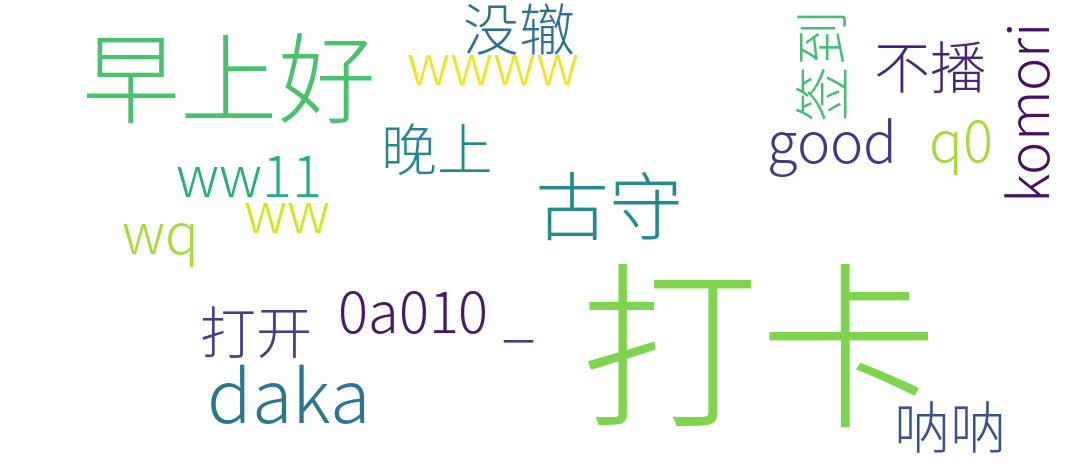 没辙
wwww
早上好
签到
不播
komori
good
q0
晚上
ww11
ww
古守
wq
打卡
0a010
_
打开
daka
呐呐